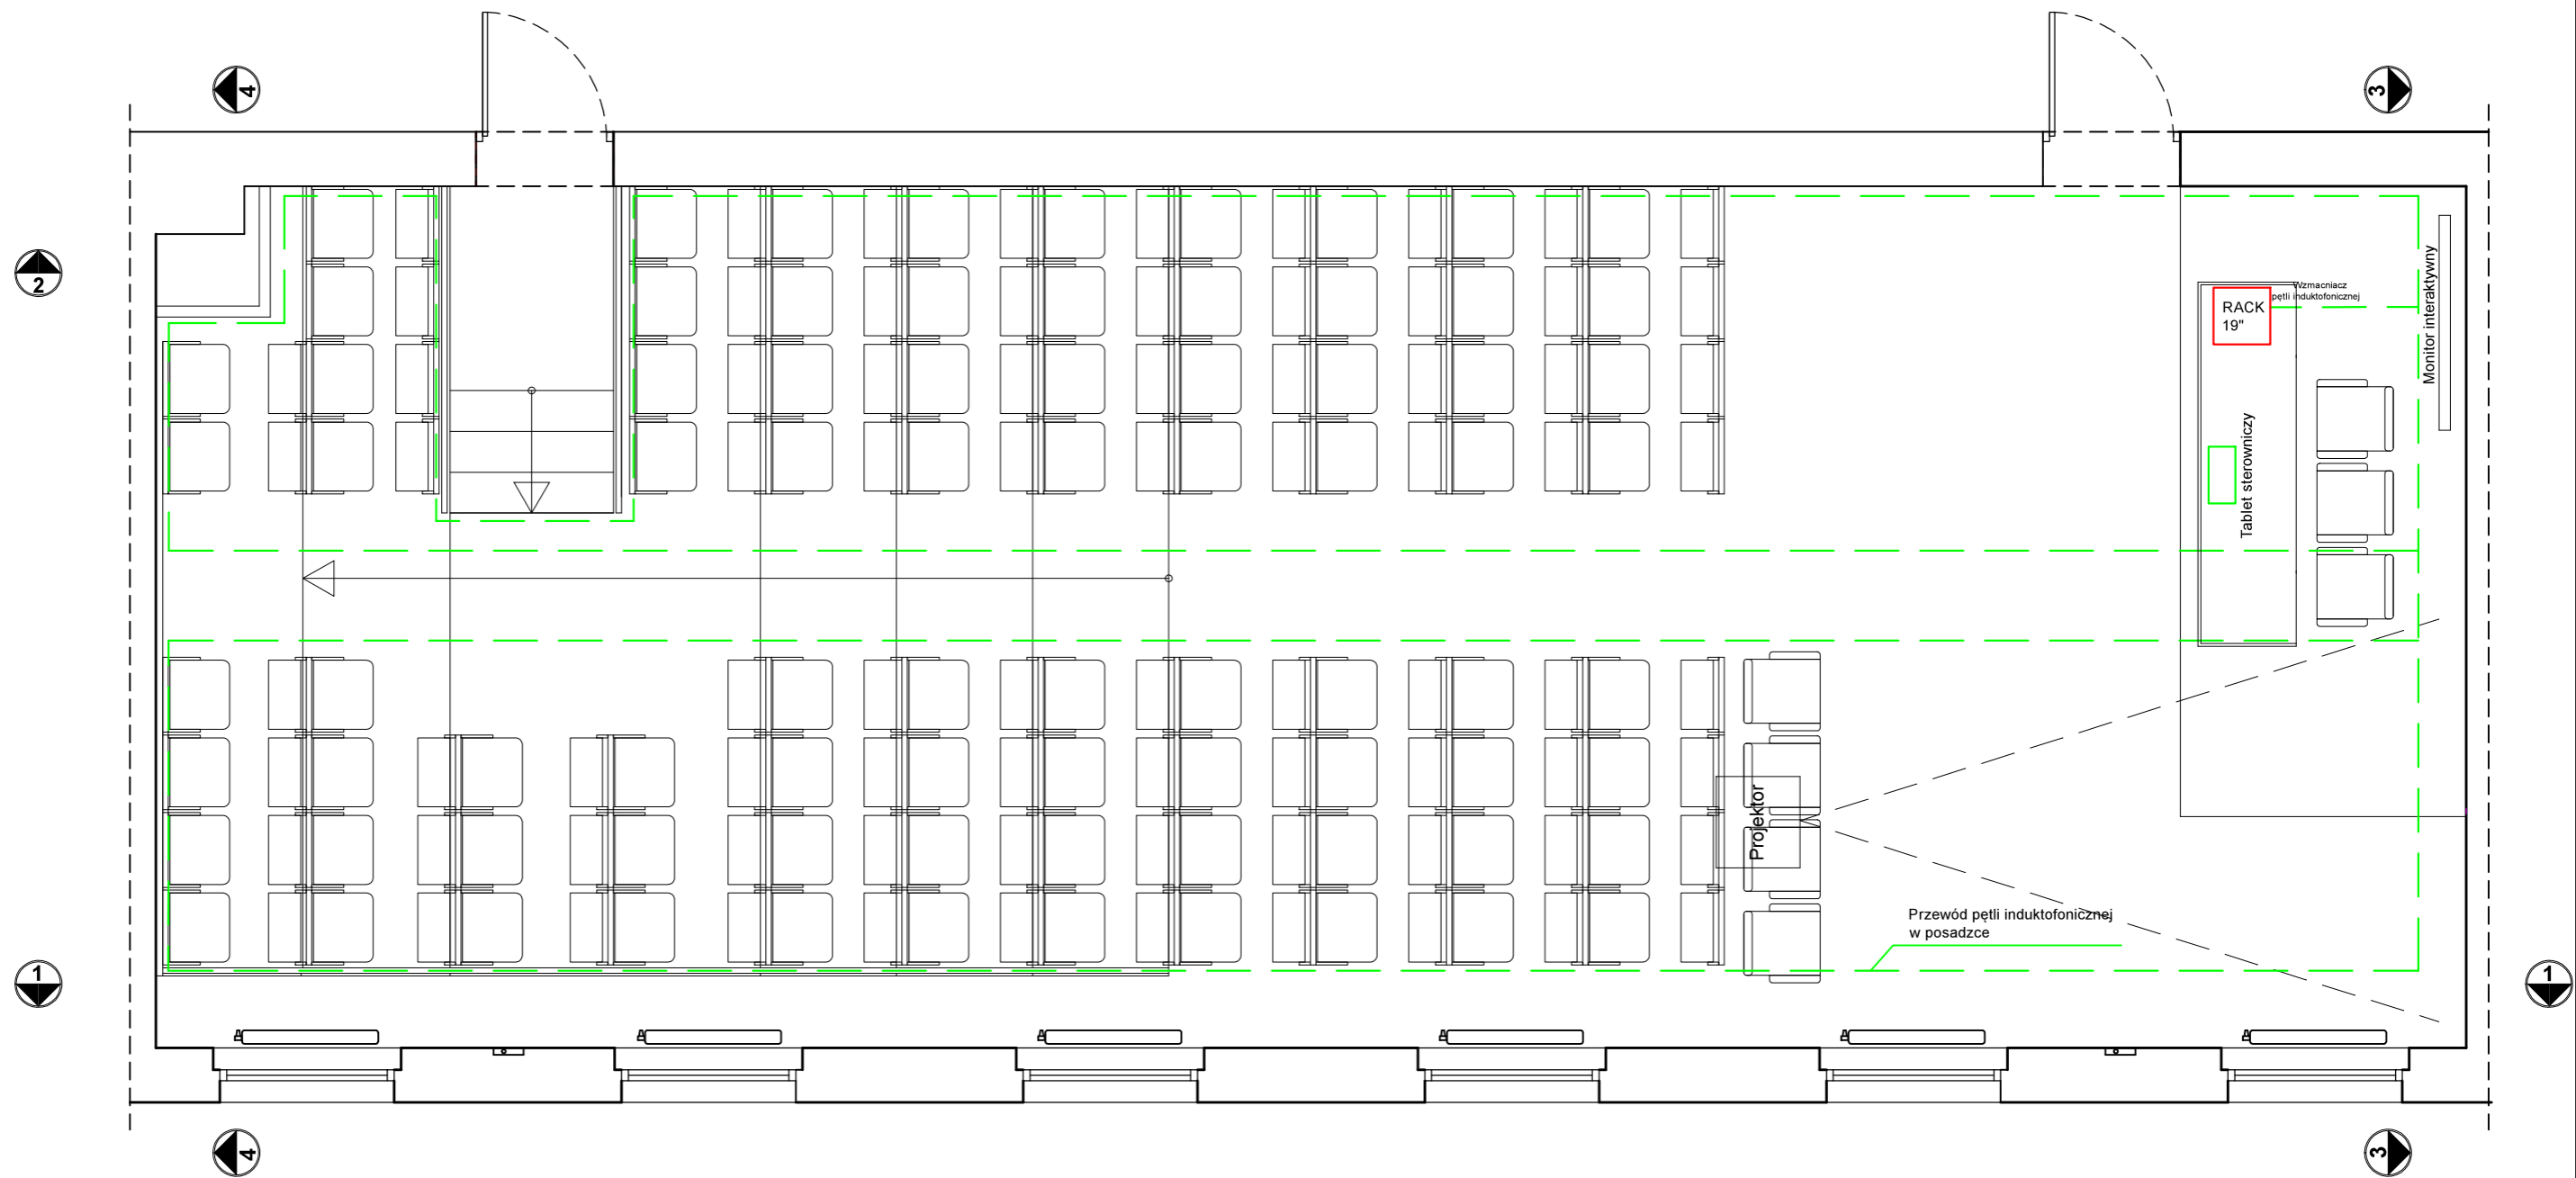 4
3
2
Wzmacniacz
pętli induktofonicznej
RACK
19"
Monitor interaktywny
Tablet sterowniczy
Projektor
Przewód pętli induktofonicznej
w posadzce
1
1
4
3